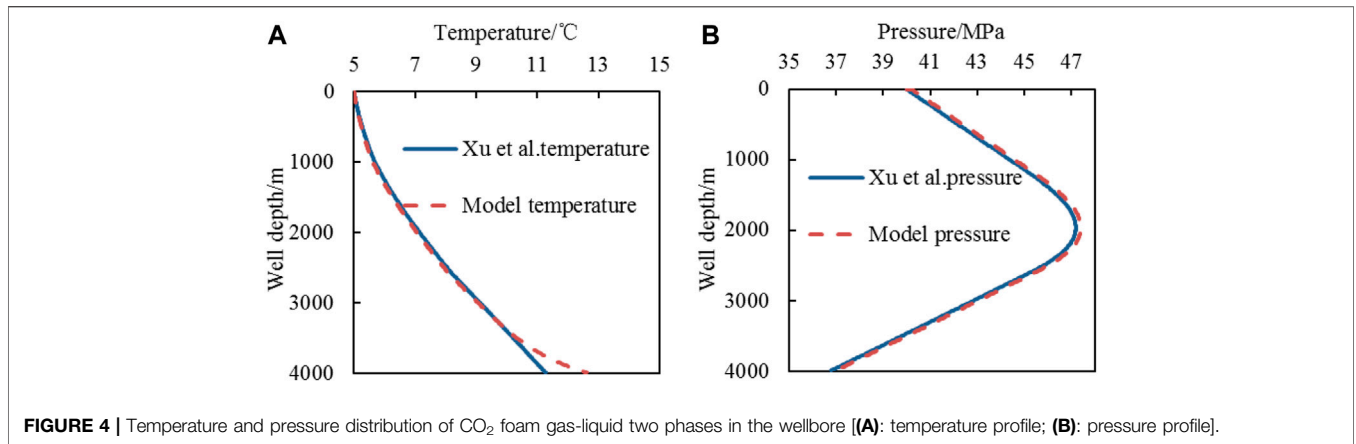 A
Temperature/℃
5 7 9 11 13 15
0
1000
2000
3000
4000
Well depth/m
Xu et al.temperature
Model temperature
B
Pressure/MPa
35 37 39 41 43 45 47
0
1000
2000
3000
4000
Well depth/m
Xu et al.pressure
Model pressure
FIGURE 4 | Temperature and pressure distribution of CO2 foam gas-liquid two phases in the wellbore [(A): temperature profile; (B): pressure profile].